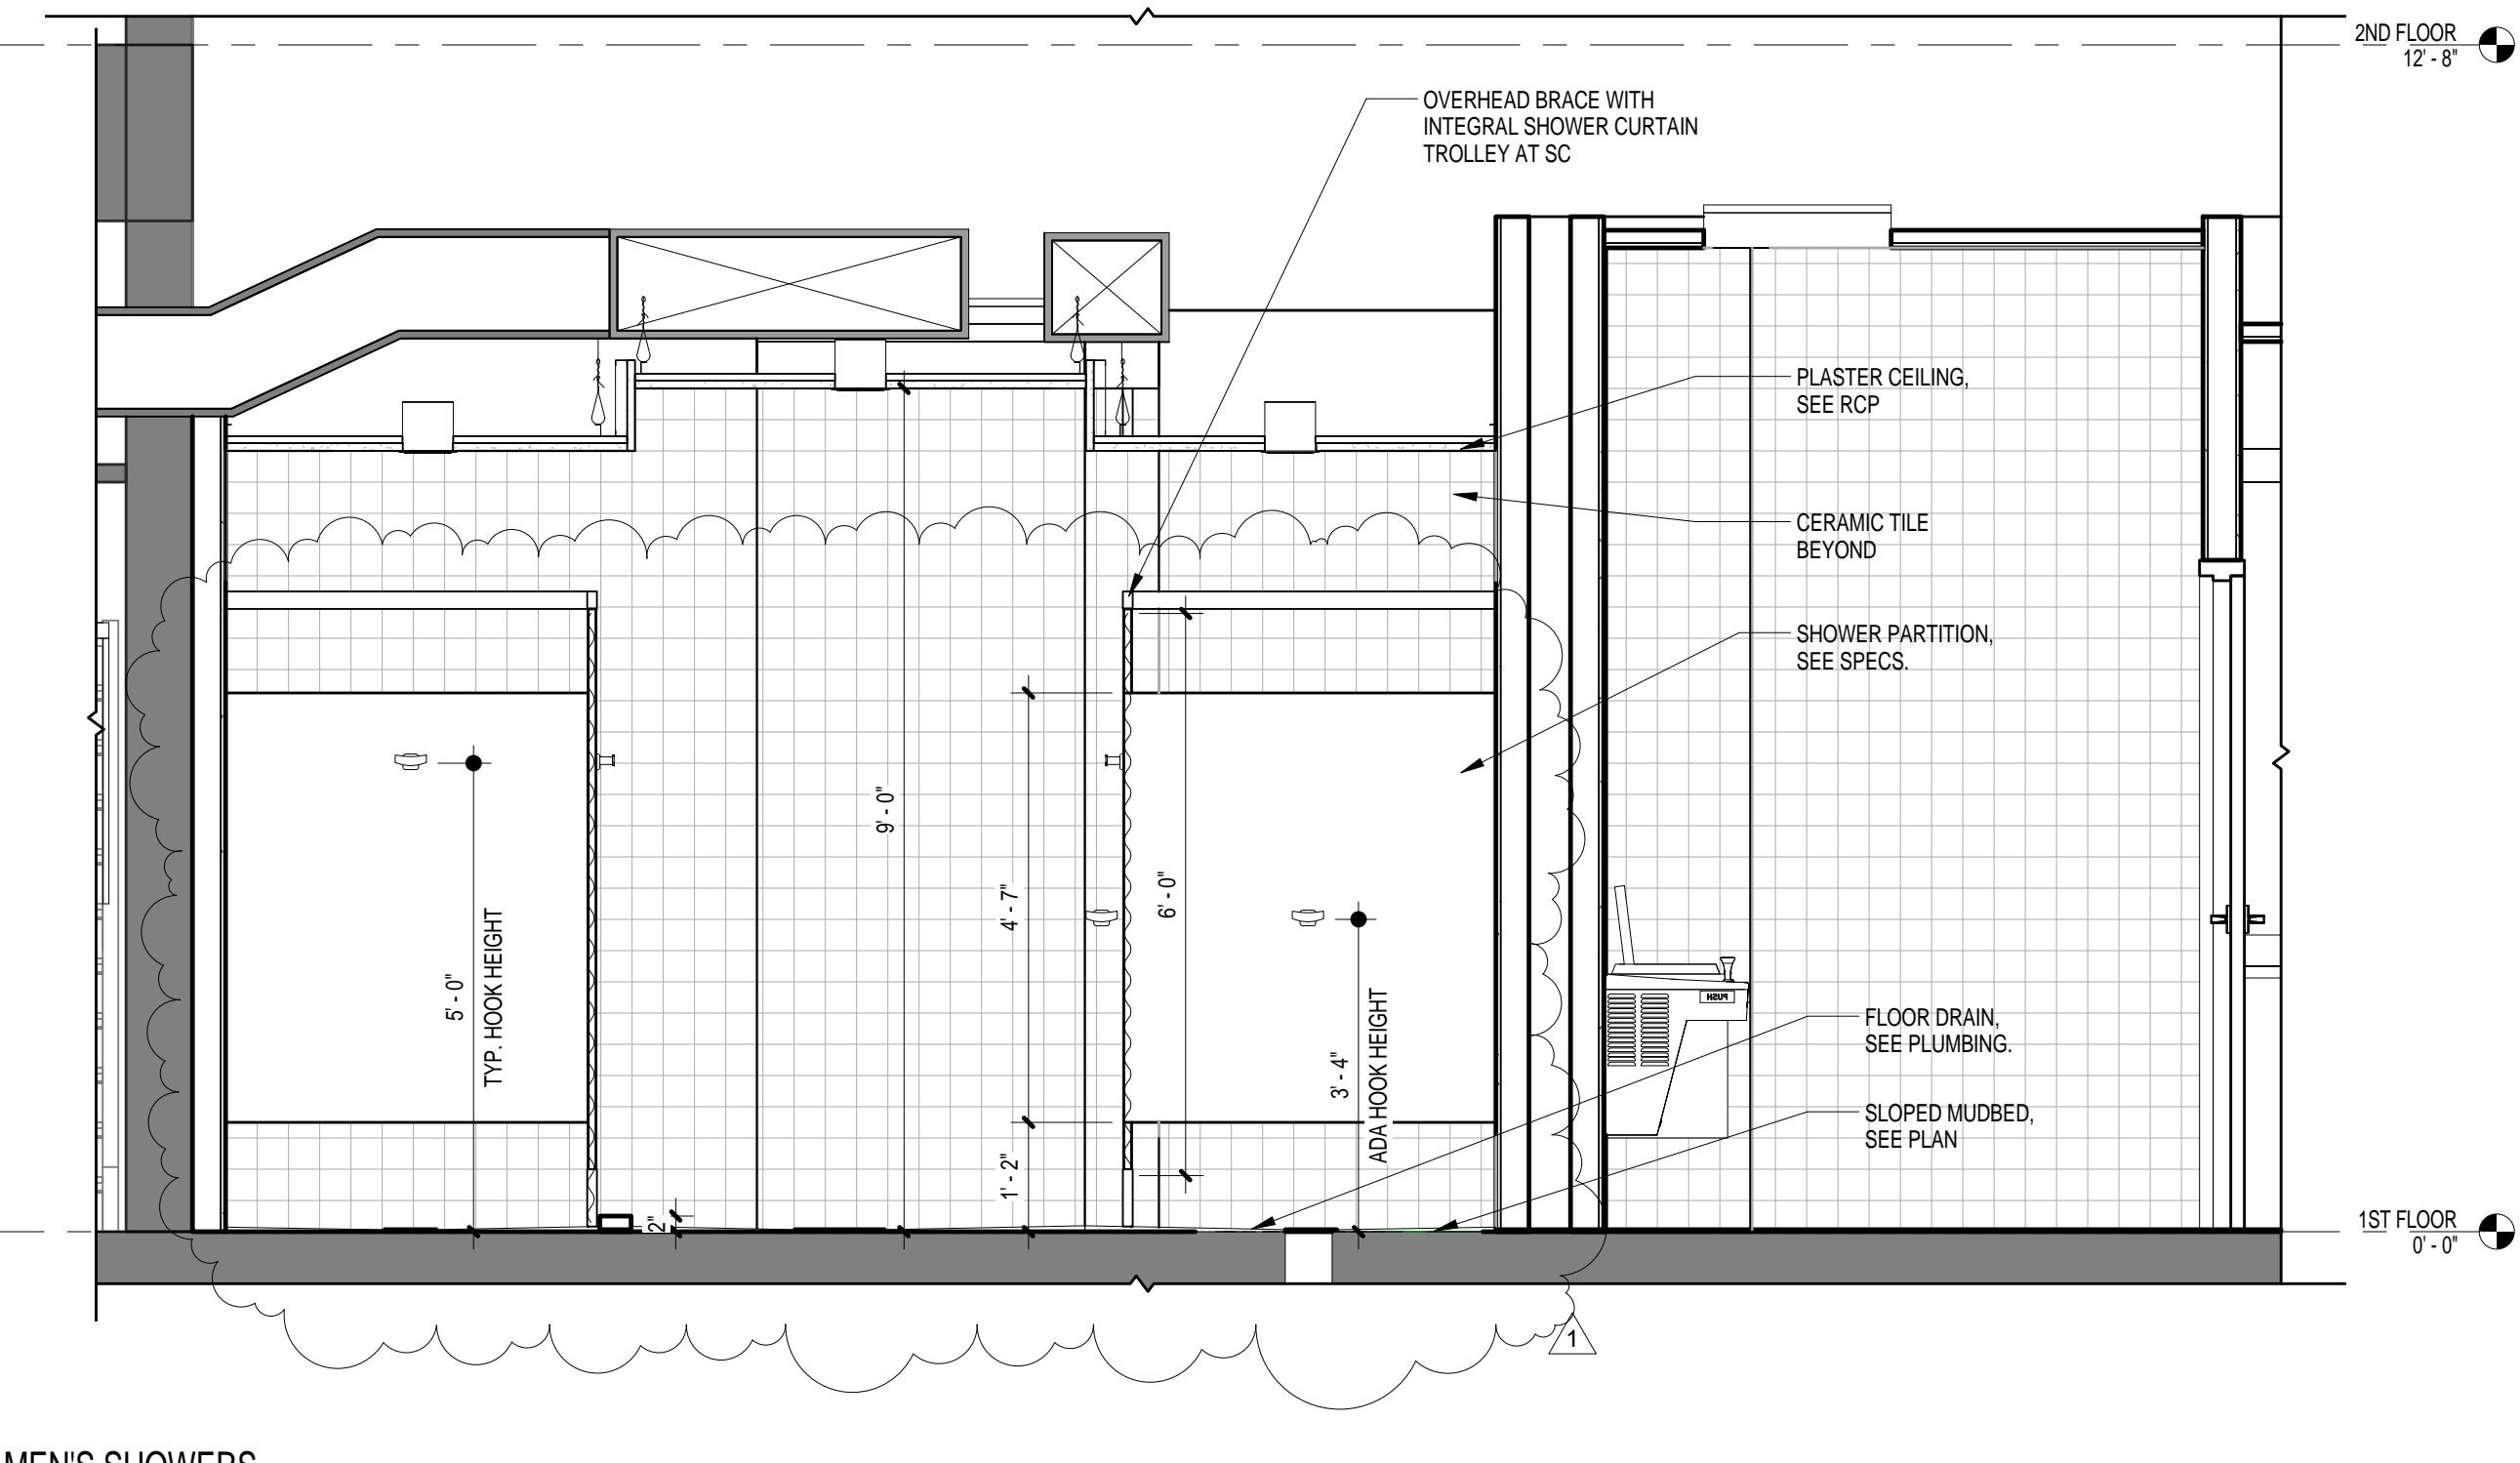 2ND FLOOR
12' - 8"
OVERHEAD BRACE WITH
INTEGRAL SHOWER CURTAIN
TROLLEY AT SC
PLASTER CEILING,
SEE RCP
CERAMIC TILE
BEYOND
SHOWER PARTITION,
SEE SPECS.
9' - 0"
4' - 7"
6' - 0"
5' - 0"
TYP. HOOK HEIGHT
3' - 4"
ADA HOOK HEIGHT
1' - 2"
2"
PUSH
FLOOR DRAIN,
SEE PLUMBING.
SLOPED MUDBED,
SEE PLAN
1ST FLOOR
0' - 0"
1
MEN'S SHOWERS